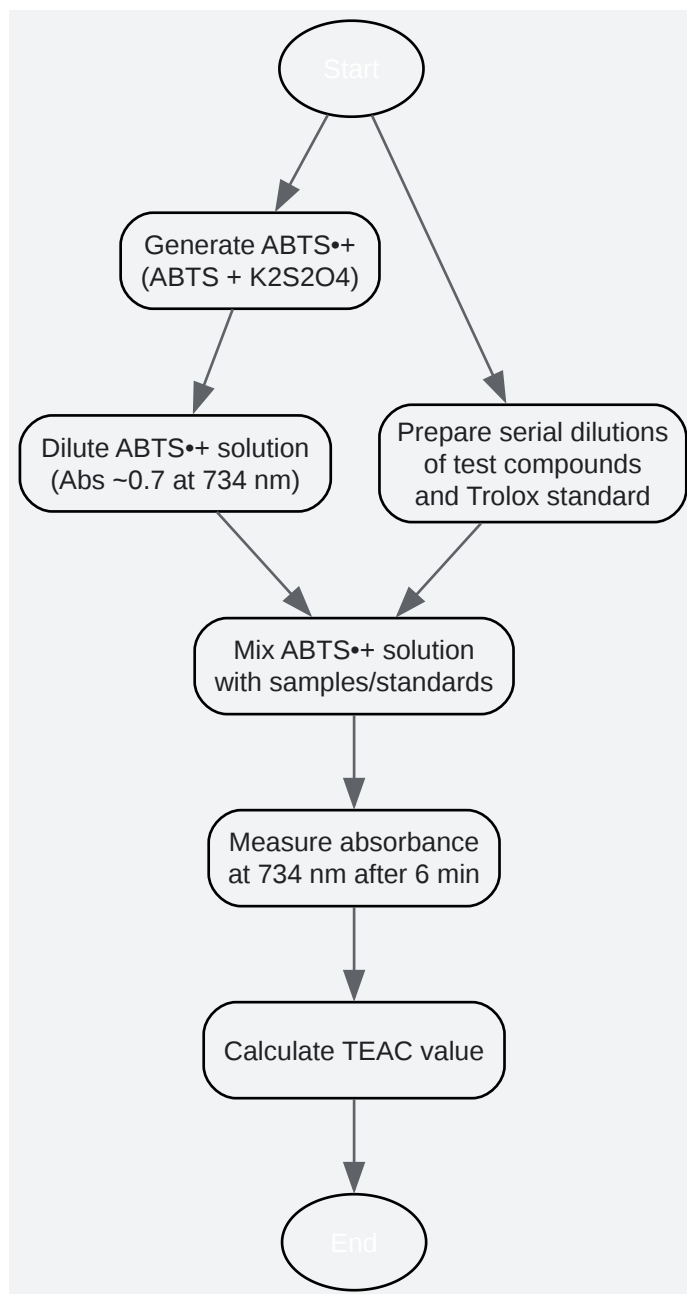 Start
Generate ABTS•+
(ABTS + K2S2O4)
Dilute ABTS•+ solution
(Abs ~0.7 at 734 nm)
Prepare serial dilutions
of test compounds
and Trolox standard
Mix ABTS•+ solution
with samples/standards
Measure absorbance
at 734 nm after 6 min
Calculate TEAC value
End